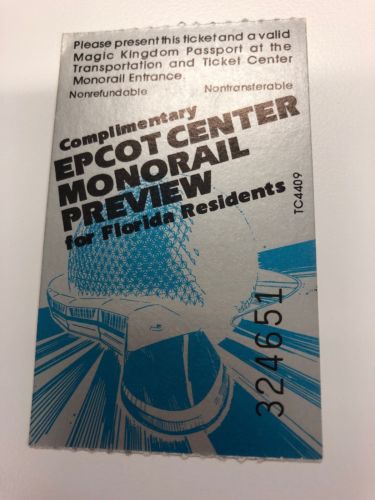 Please present this ticket and a valid
Magic Kingdom Passport at the
Transportation and Ticket Center
Monorail Entrance.
Nonrefundable Nontransferable
Complimentary
EPCOT CENTER
MONORAIL
PREVIEW
for Florida Residents
TC4409
324651